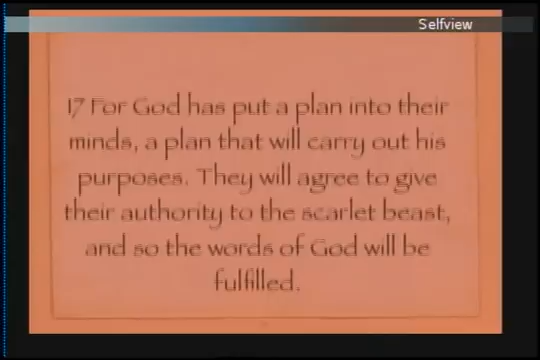 Selfview
17 For God has put a plan into their
minds, a plan that will carry out his
purposes. They will agree to give
their authority to the scarlet beast,
and so the words of God will be
fulfilled.